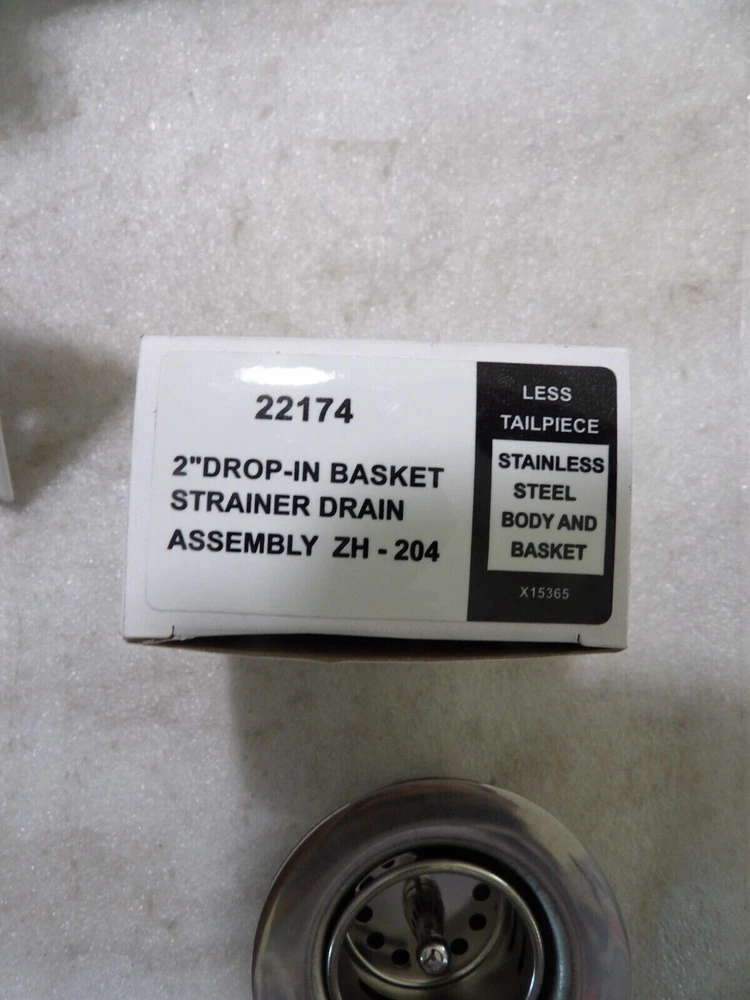 22174
2"DROP-IN BASKET
STRAINER DRAIN
ASSEMBLY ZH - 204
LESS
TAILPIECE
STAINLESS
STEEL
BODY AND
BASKET
X15365